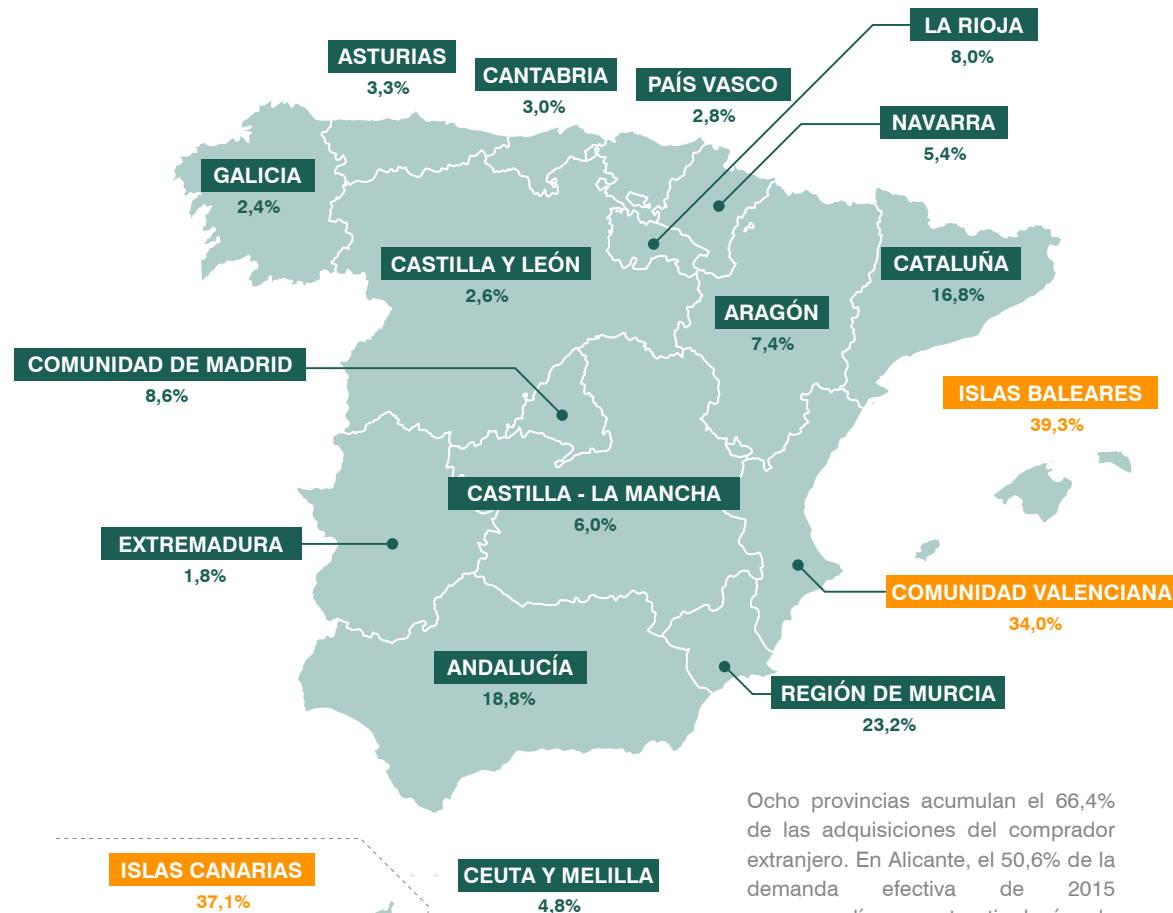 LA RIOJA
8,0%
ASTURIAS
3,3%
CANTABRIA
3,0%
PAÍS VASCO
2,8%
NAVARRA
5,4%
GALICIA
2,4%
CASTILLA Y LEÓN
2,6%
CATALUÑA
16,8%
ARAGÓN
7,4%
COMUNIDAD DE MADRID
8,6%
ISLAS BALEARES
39,3%
CASTILLA - LA MANCHA
6,0%
EXTREMADURA
1,8%
COMUNIDAD VALENCIANA
34,0%
ANDALUCÍA
18,8%
REGIÓN DE MURCIA
23,2%
Ocho provincias acumulan el 66,4%
de las adquisiciones del comprador
extranjero. En Alicante, el 50,6% de la
demanda efectiva de 2015
ISLAS CANARIAS
37,1%
CEUTA Y MELILLA
4,8%